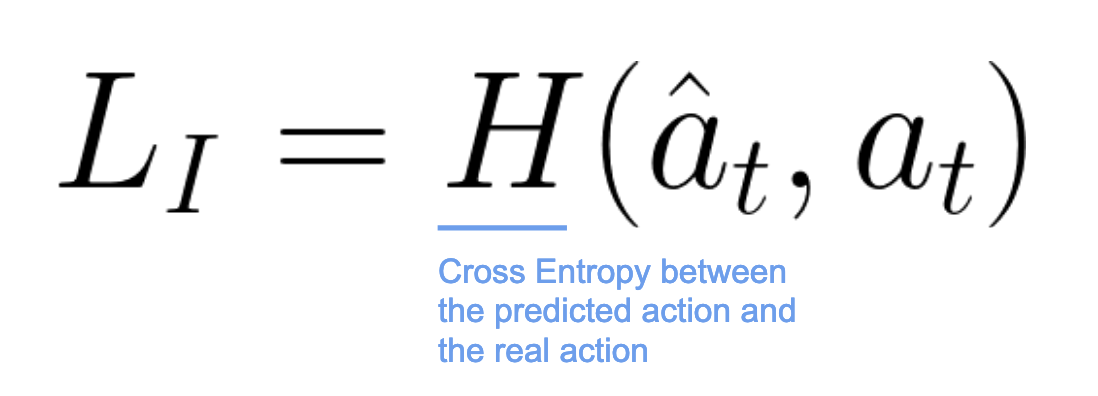 L_I = H(â_t, a_t)
Cross Entropy between
the predicted action and
the real action